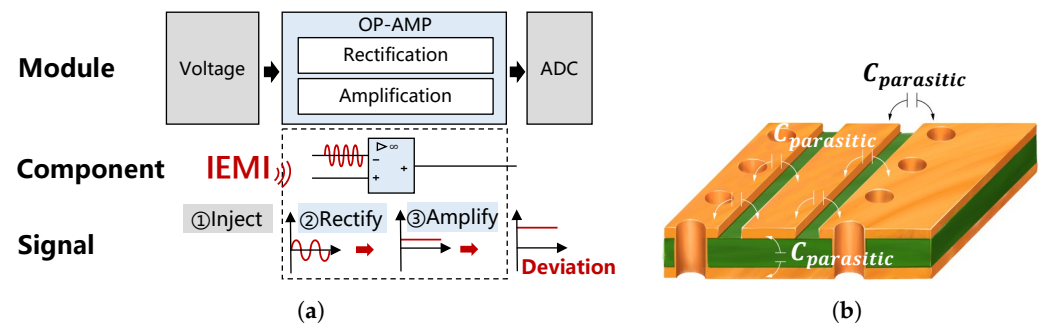 OP-AMP
Module
Voltage
Rectification
Amplification
ADC
C_parasitic
Component
IEMI
▷∞
−
+
+
C_parasitic
Signal
①Inject
②Rectify
③Amplify
Deviation
C_parasitic
(a)
(b)